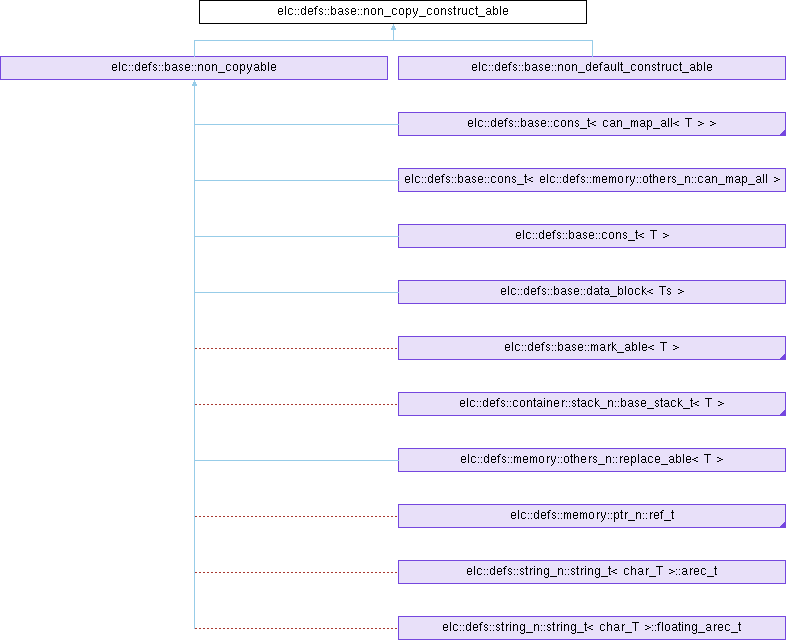 elc::defs::base::non_copy_construct_able
elc::defs::base::non_copyable
elc::defs::base::non_default_construct_able
elc::defs::base::cons_t< can_map_all< T > >
elc::defs::base::cons_t< elc::defs::memory::others_n::can_map_all >
elc::defs::base::cons_t< T >
elc::defs::base::data_block< Ts >
elc::defs::base::mark_able< T >
elc::defs::container::stack_n::base_stack_t< T >
elc::defs::memory::others_n::replace_able< T >
elc::defs::memory::ptr_n::ref_t
elc::defs::string_n::string_t< char_T >::arec_t
elc::defs::string_n::string_t< char_T >::floating_arec_t